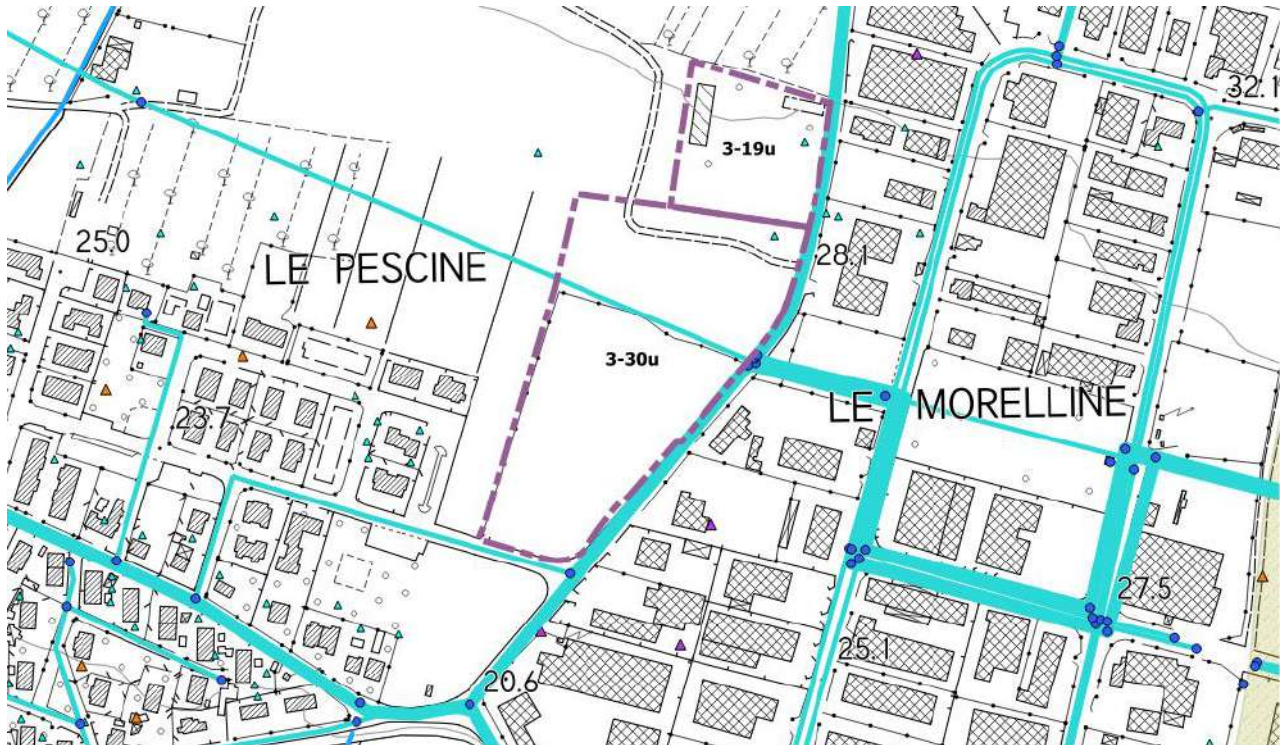 32.1
3-19u
25.0
28.1
LE PESCINE
3-30u
LE MORELLINE
23.7
27.5
25.1
20.6